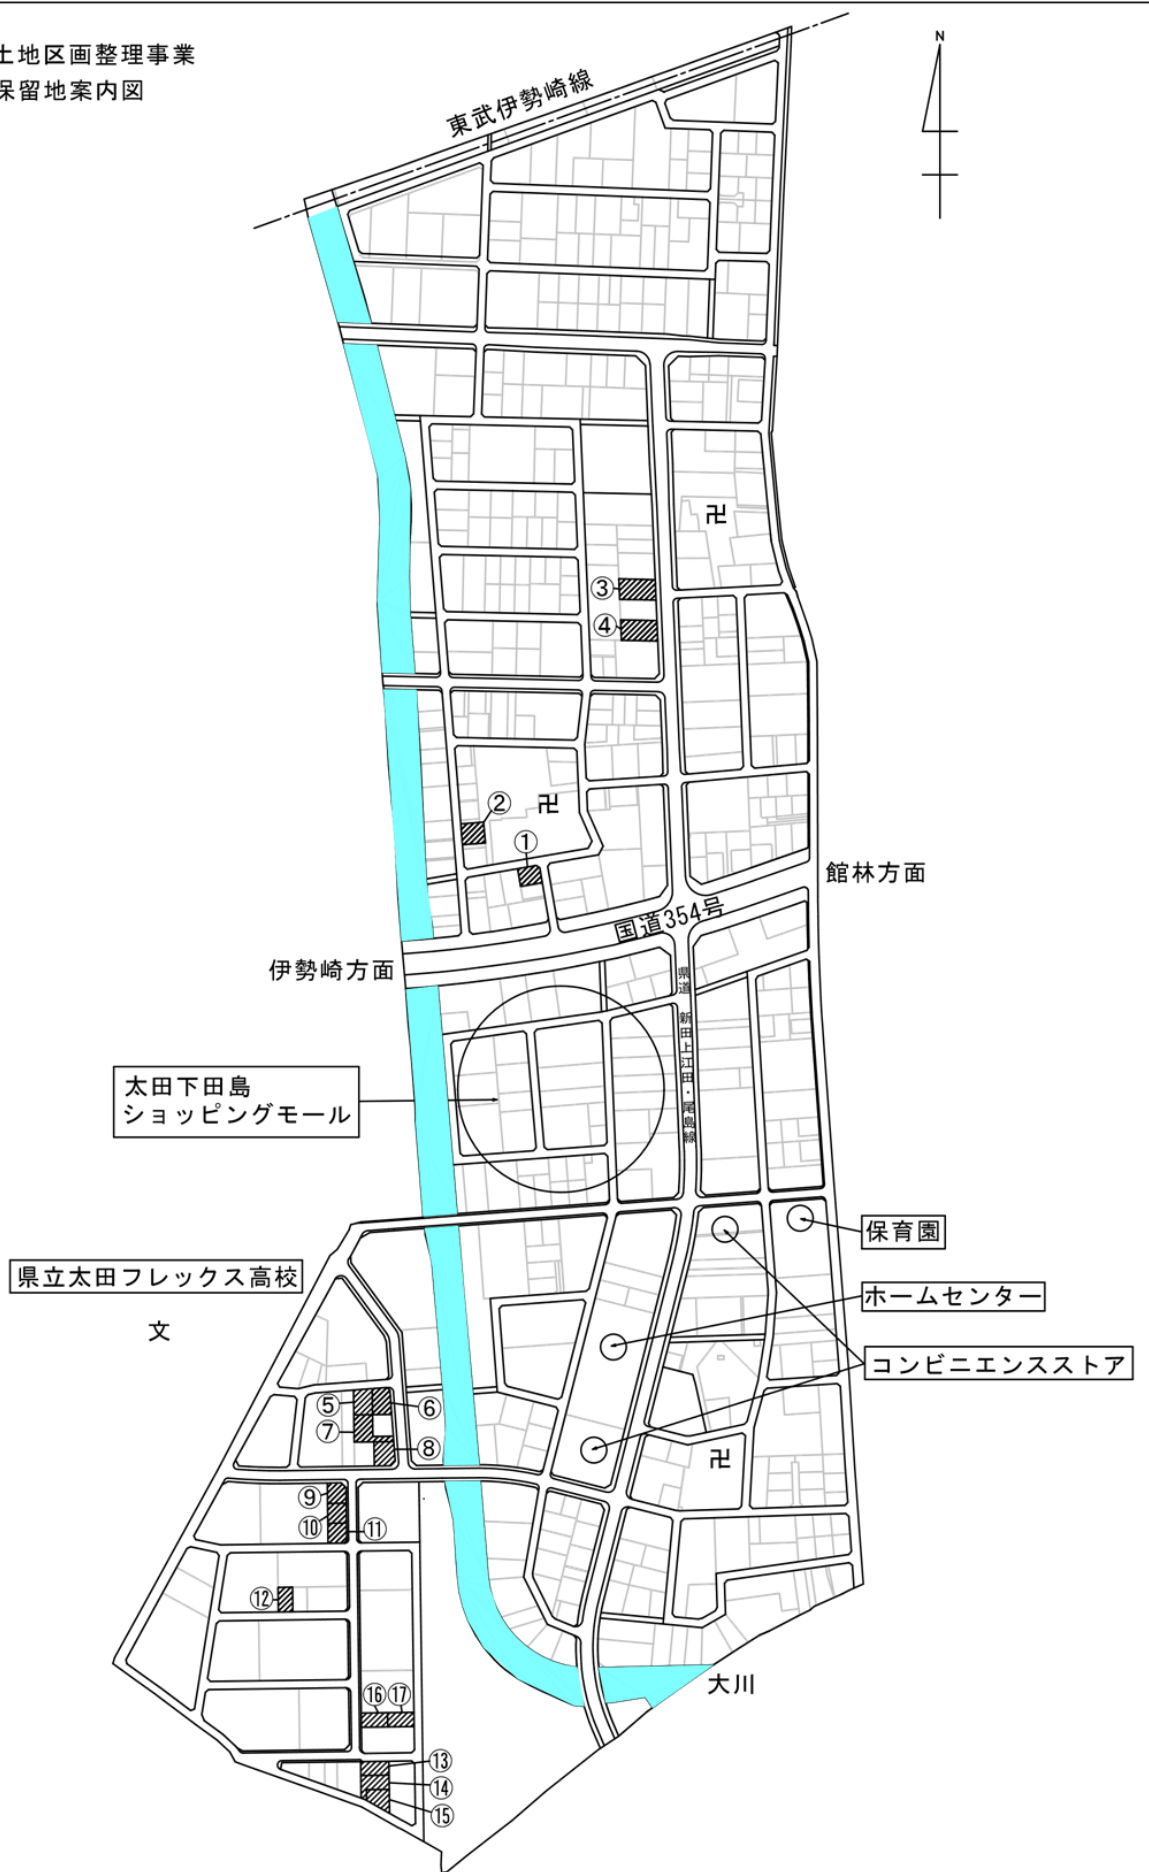 土地区画整理事業
保留地案内図
N
東武伊勢崎線
卍
③
④
②
卍
①
館林方面
国道354号
伊勢崎方面
県道 新田上江田・尾島線
太田下田島
ショッピングモール
保育園
県立太田フレックス高校
文
ホームセンター
コンビニエンスストア
⑤
⑥
⑦
⑧
卍
⑨
⑩
⑪
⑫
大川
⑯
⑰
⑬
⑭
⑮